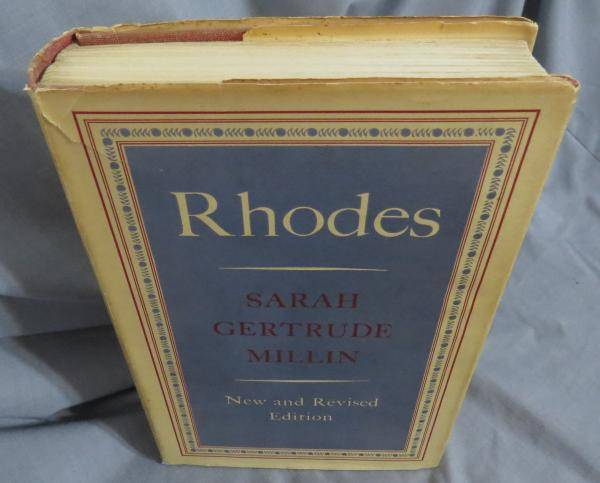 Rhodes
SARAH
GERTRUDE
MILLIN
New and Revised
Edition